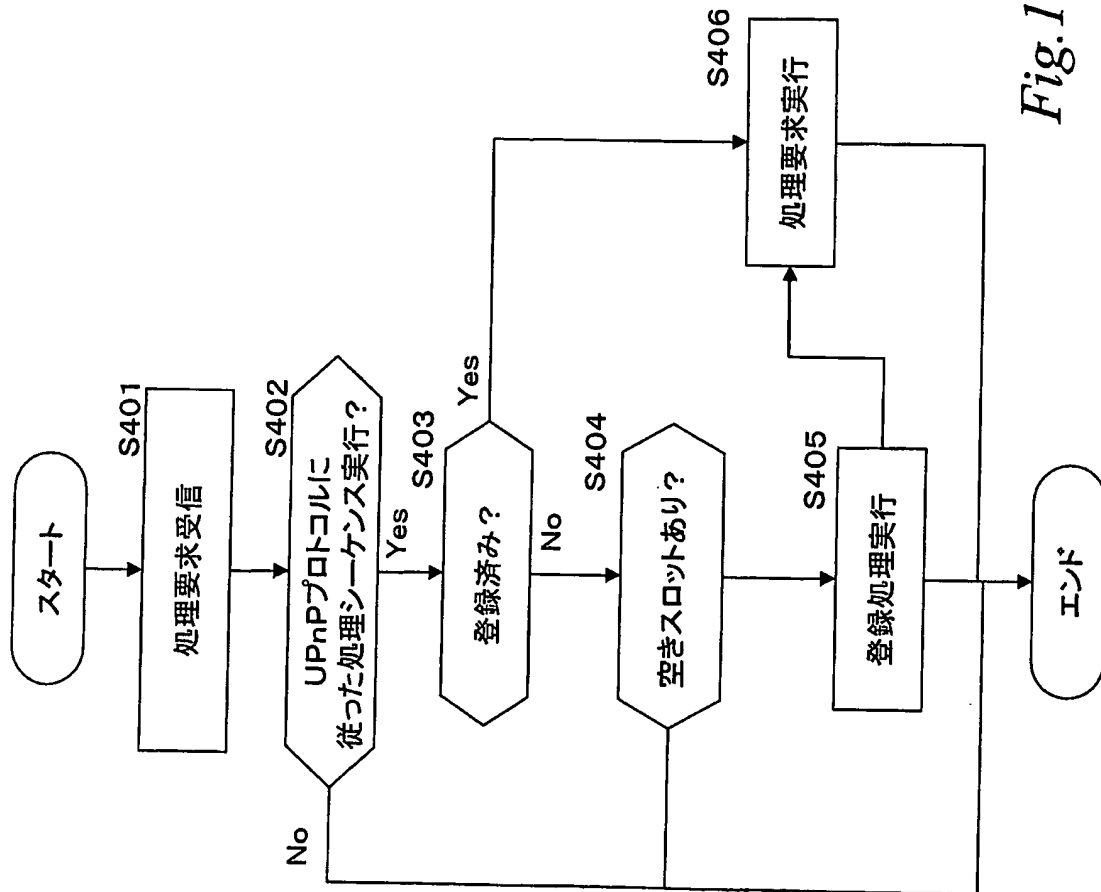 スタート
S401
処理要求受信
S402
UPnPプロトコルに
従った処理シーケンス実行?
No
Yes
S403
登録済み?
Yes
No
S404
空きスロットあり?
S405
登録処理実行
S406
処理要求実行
エンド
Fig.1